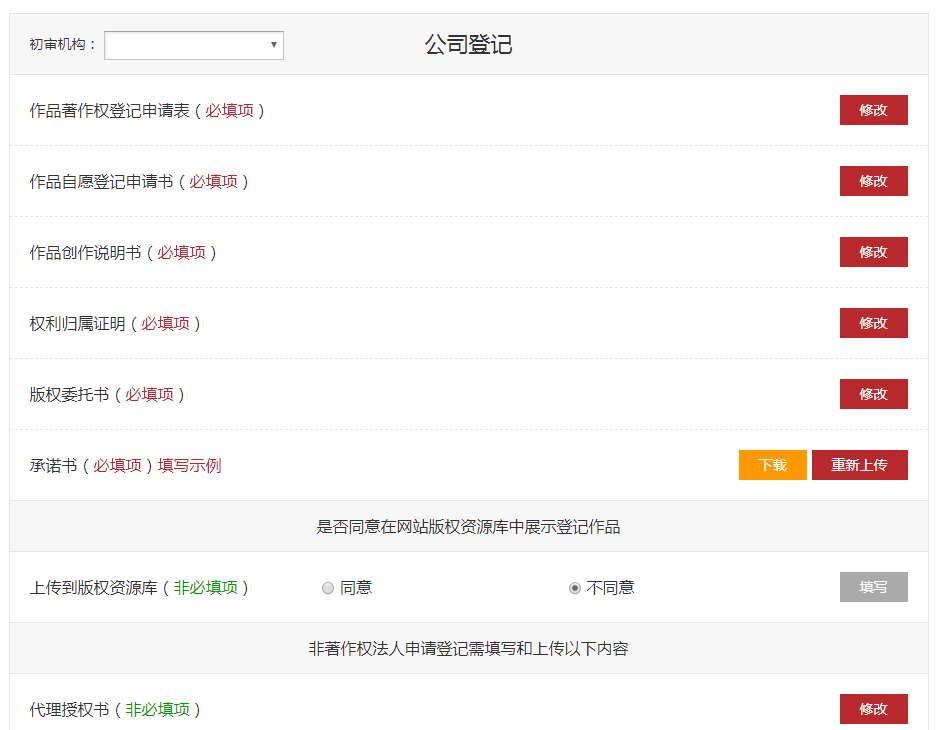 初审机构： 公司登记
作品著作权登记申请表（必填项） 修改
作品自愿登记申请书（必填项） 修改
作品创作说明书（必填项） 修改
权利归属证明（必填项） 修改
版权委托书（必填项） 修改
承诺书（必填项）填写示例 下载 重新上传
是否同意在网站版权资源库中展示登记作品
上传到版权资源库（非必填项） 同意 不同意 填写
非著作权法人申请登记需填写和上传以下内容
代理授权书（非必填项） 修改